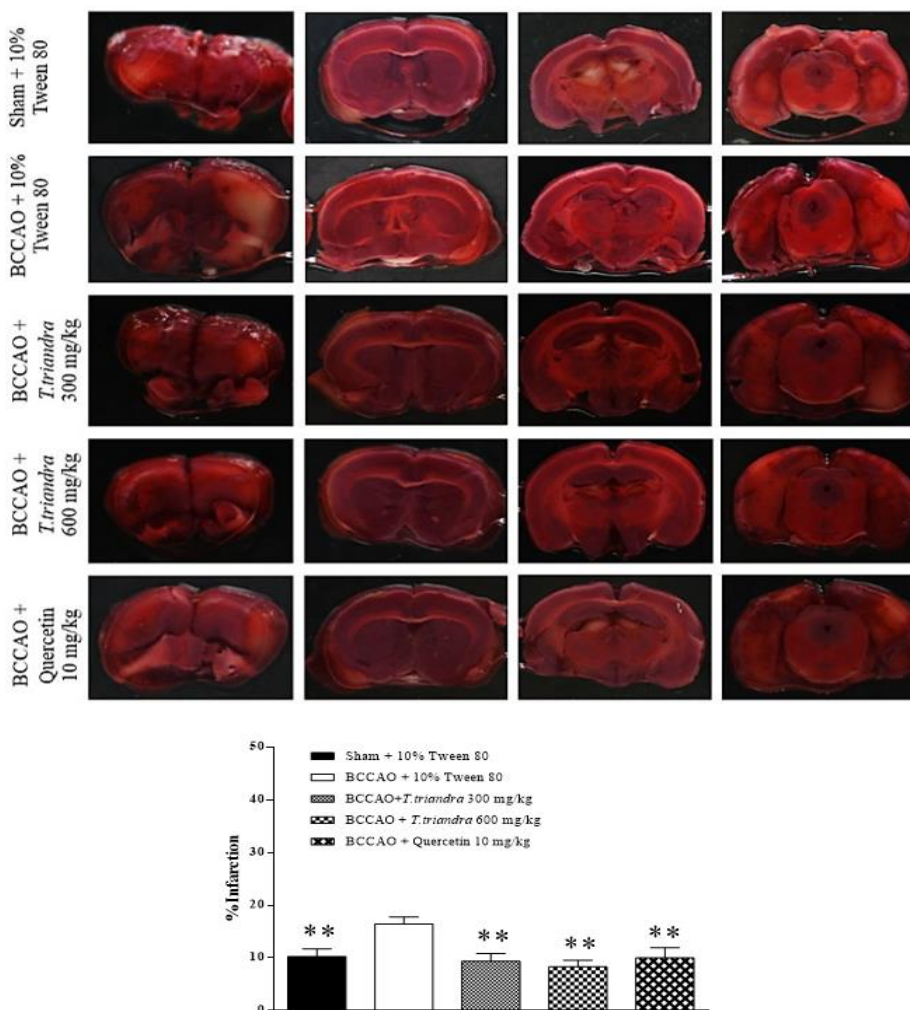 Sham + 10%
Tween 80
BCCAO + 10%
Tween 80
BCCAO +
T.triandra
300 mg/kg
BCCAO +
T.triandra
600 mg/kg
BCCAO +
Quercetin
10 mg/kg
50
40
30
20
10
0
%Infarction
Sham + 10% Tween 80
BCCAO + 10% Tween 80
BCCAO+T.triandra 300 mg/kg
BCCAO + T.triandra 600 mg/kg
BCCAO + Quercetin 10 mg/kg
**
**
**
**